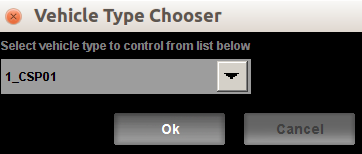 Vehicle Type Chooser
Select vehicle type to control from list below
1_CSP01
Ok
Cancel